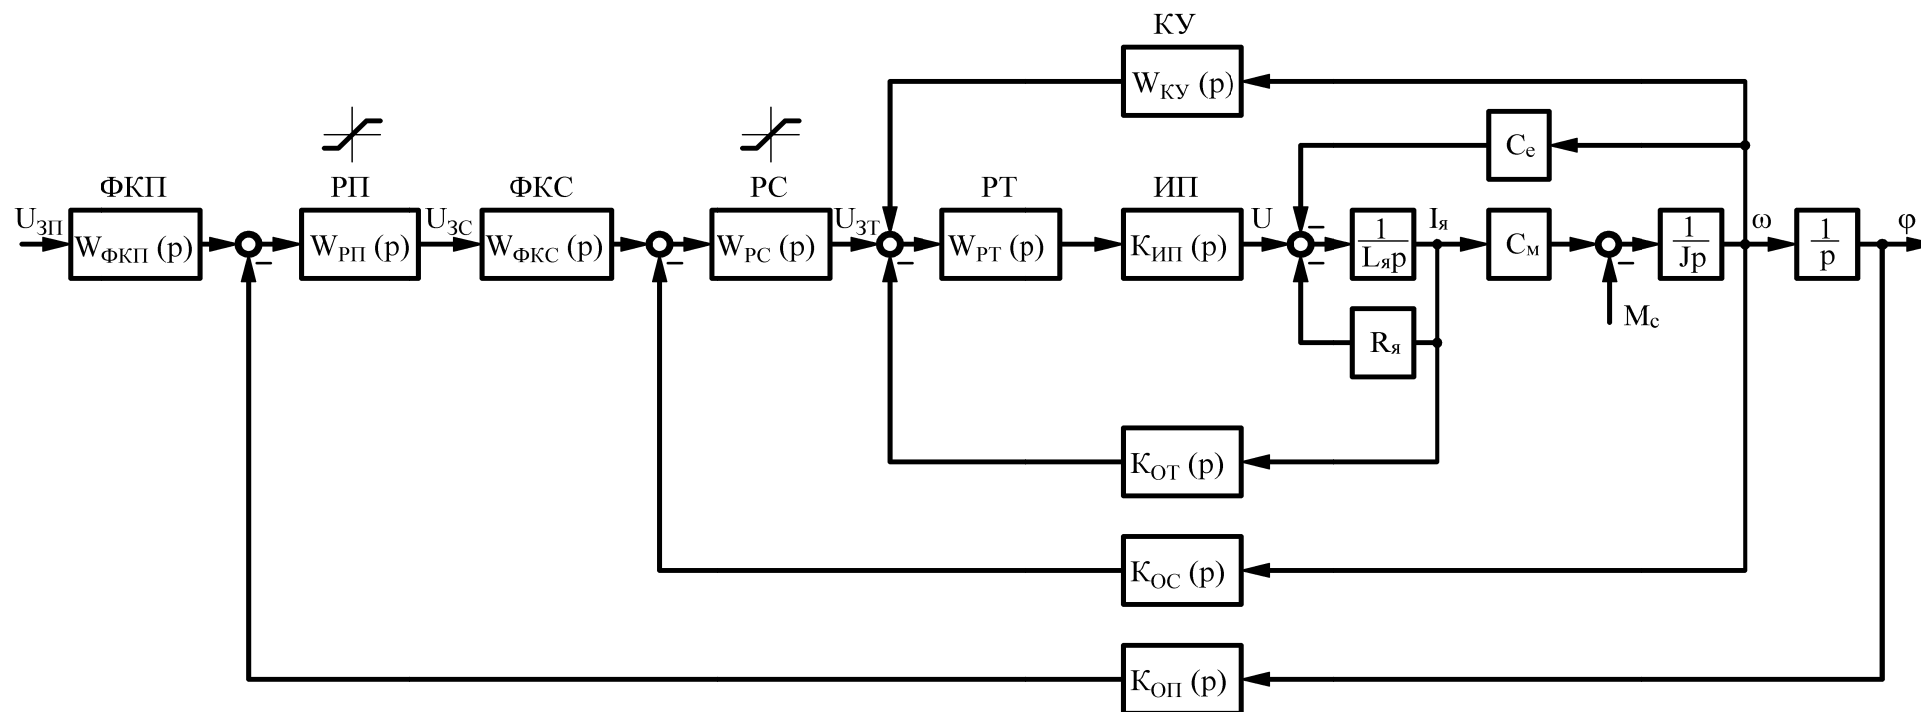 КУ
W_КУ (p)
C_e
ФКП
РП
ФКС
РС
РТ
ИП
U_ЗП
W_ФКП (p)
W_РП (p)
U_ЗС
W_ФКС (p)
W_РС (p)
U_ЗТ
W_РТ (p)
K_ИП (p)
U
1
L_яp
I_я
C_м
1
Jp
ω
1
p
φ
−
−
−
−
−
−
R_я
M_c
K_ОТ (p)
K_ОС (p)
K_ОП (p)